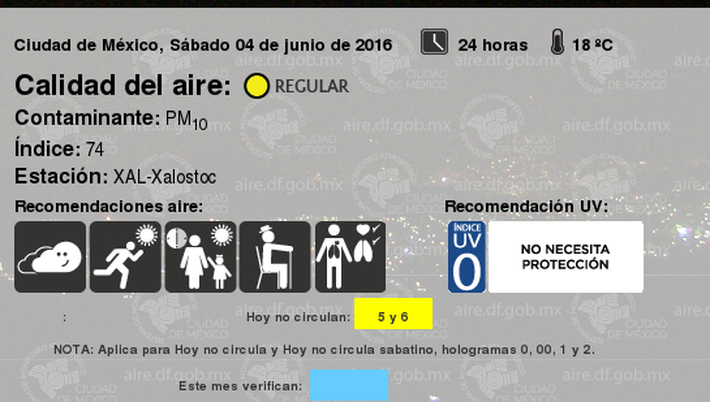 Ciudad de México, Sábado 04 de junio de 2016 24 horas 18 ºC
Calidad del aire: REGULAR
Contaminante: PM10
Índice: 74
Estación: XAL-Xalostoc
Recomendaciones aire: Recomendación UV:
ÍNDICE
UV
0
NO NECESITA
PROTECCIÓN
: Hoy no circulan: 5 y 6
NOTA: Aplica para Hoy no circula y Hoy no circula sabatino, hologramas 0, 00, 1 y 2.
Este mes verifican:
aire.df.gob.mx
CIUDAD
DE MÉXICO